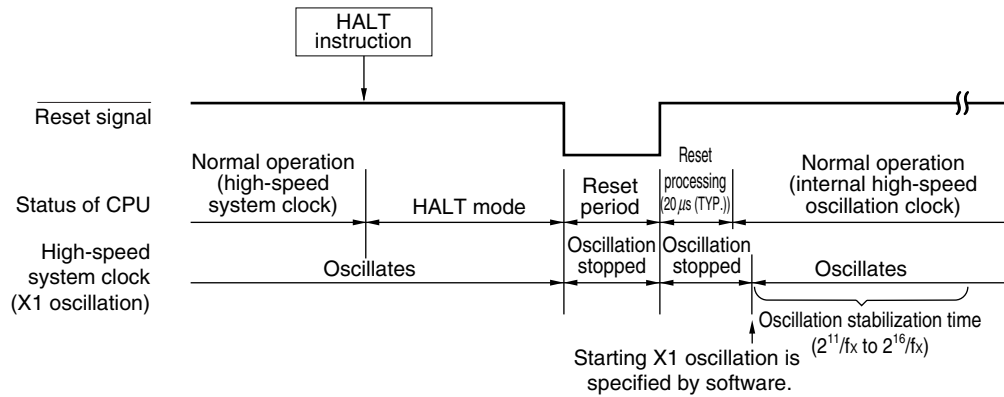 HALT
instruction
Reset signal
Status of CPU
Normal operation
(high-speed
system clock)
HALT mode
Reset
period
Reset
processing
(20 μs (TYP.))
Normal operation
(internal high-speed
oscillation clock)
High-speed
system clock
(X1 oscillation)
Oscillates
Oscillation
stopped
Oscillation
stopped
Oscillates
Oscillation stabilization time
(2¹¹/fx to 2¹⁶/fx)
Starting X1 oscillation is
specified by software.